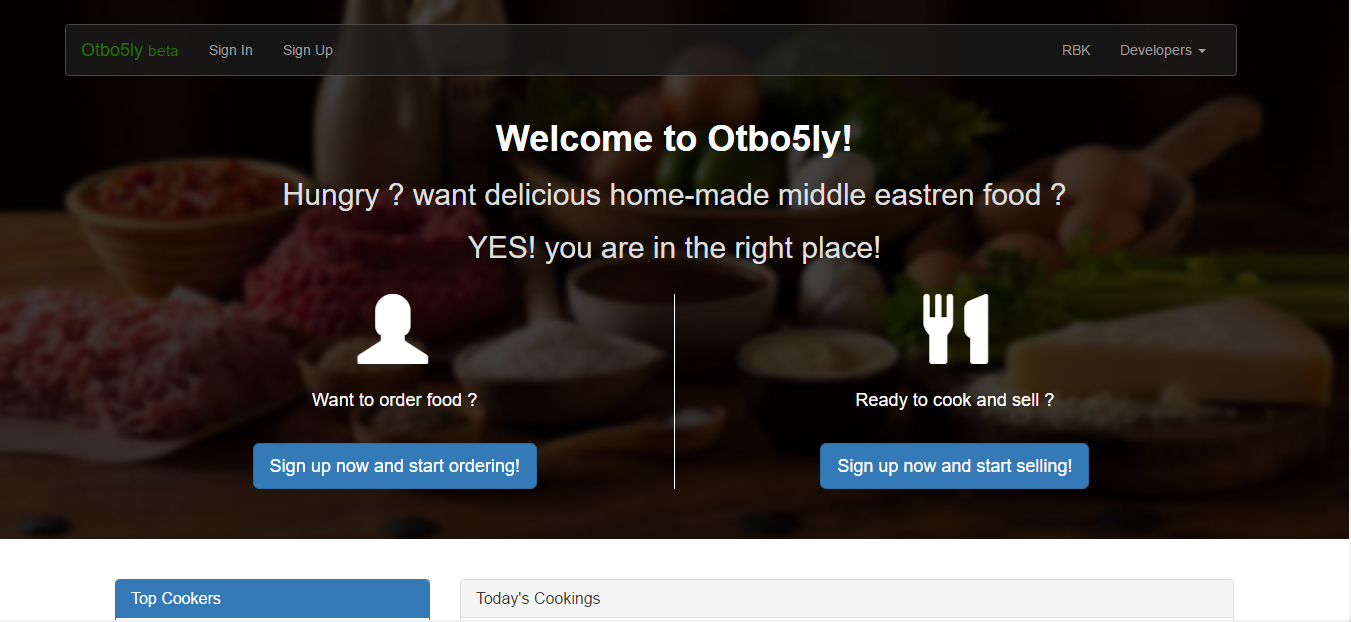 Otbo5ly beta Sign In Sign Up RBK Developers
Welcome to Otbo5ly!
Hungry ? want delicious home-made middle eastren food ?
YES! you are in the right place!
Want to order food ?
Ready to cook and sell ?
Sign up now and start ordering!
Sign up now and start selling!
Top Cookers
Today's Cookings